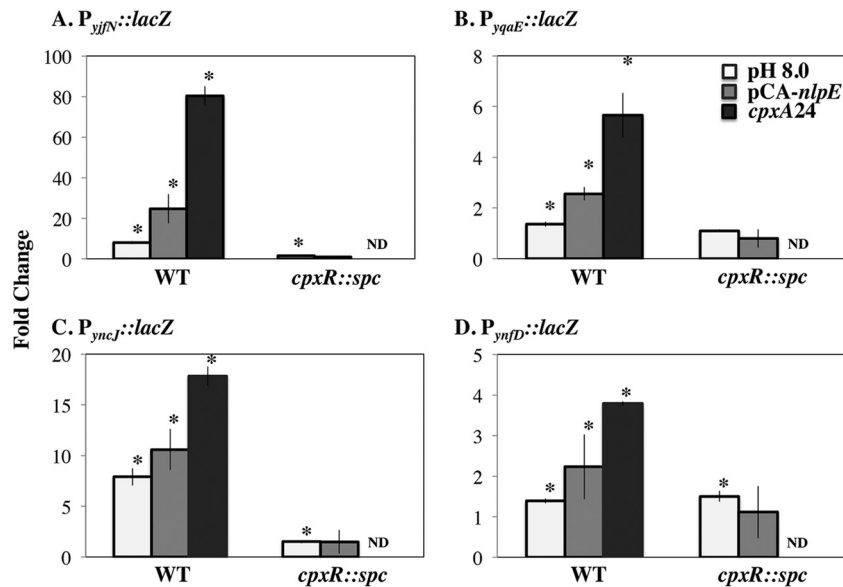 A. PyjfN::lacZ
100
80
60
40
20
0
*
*
*
*
ND
WT
cpxR::spc
B. PyqaE::lacZ
8
6
4
2
0
*
*
*
ND
WT
cpxR::spc
pH 8.0
pCA-nlpE
cpxA24
Fold Change
C. PyncJ::lacZ
20
15
10
5
0
*
*
*
*
ND
WT
cpxR::spc
D. PynfD::lacZ
5
4
3
2
1
0
*
*
*
*
ND
WT
cpxR::spc